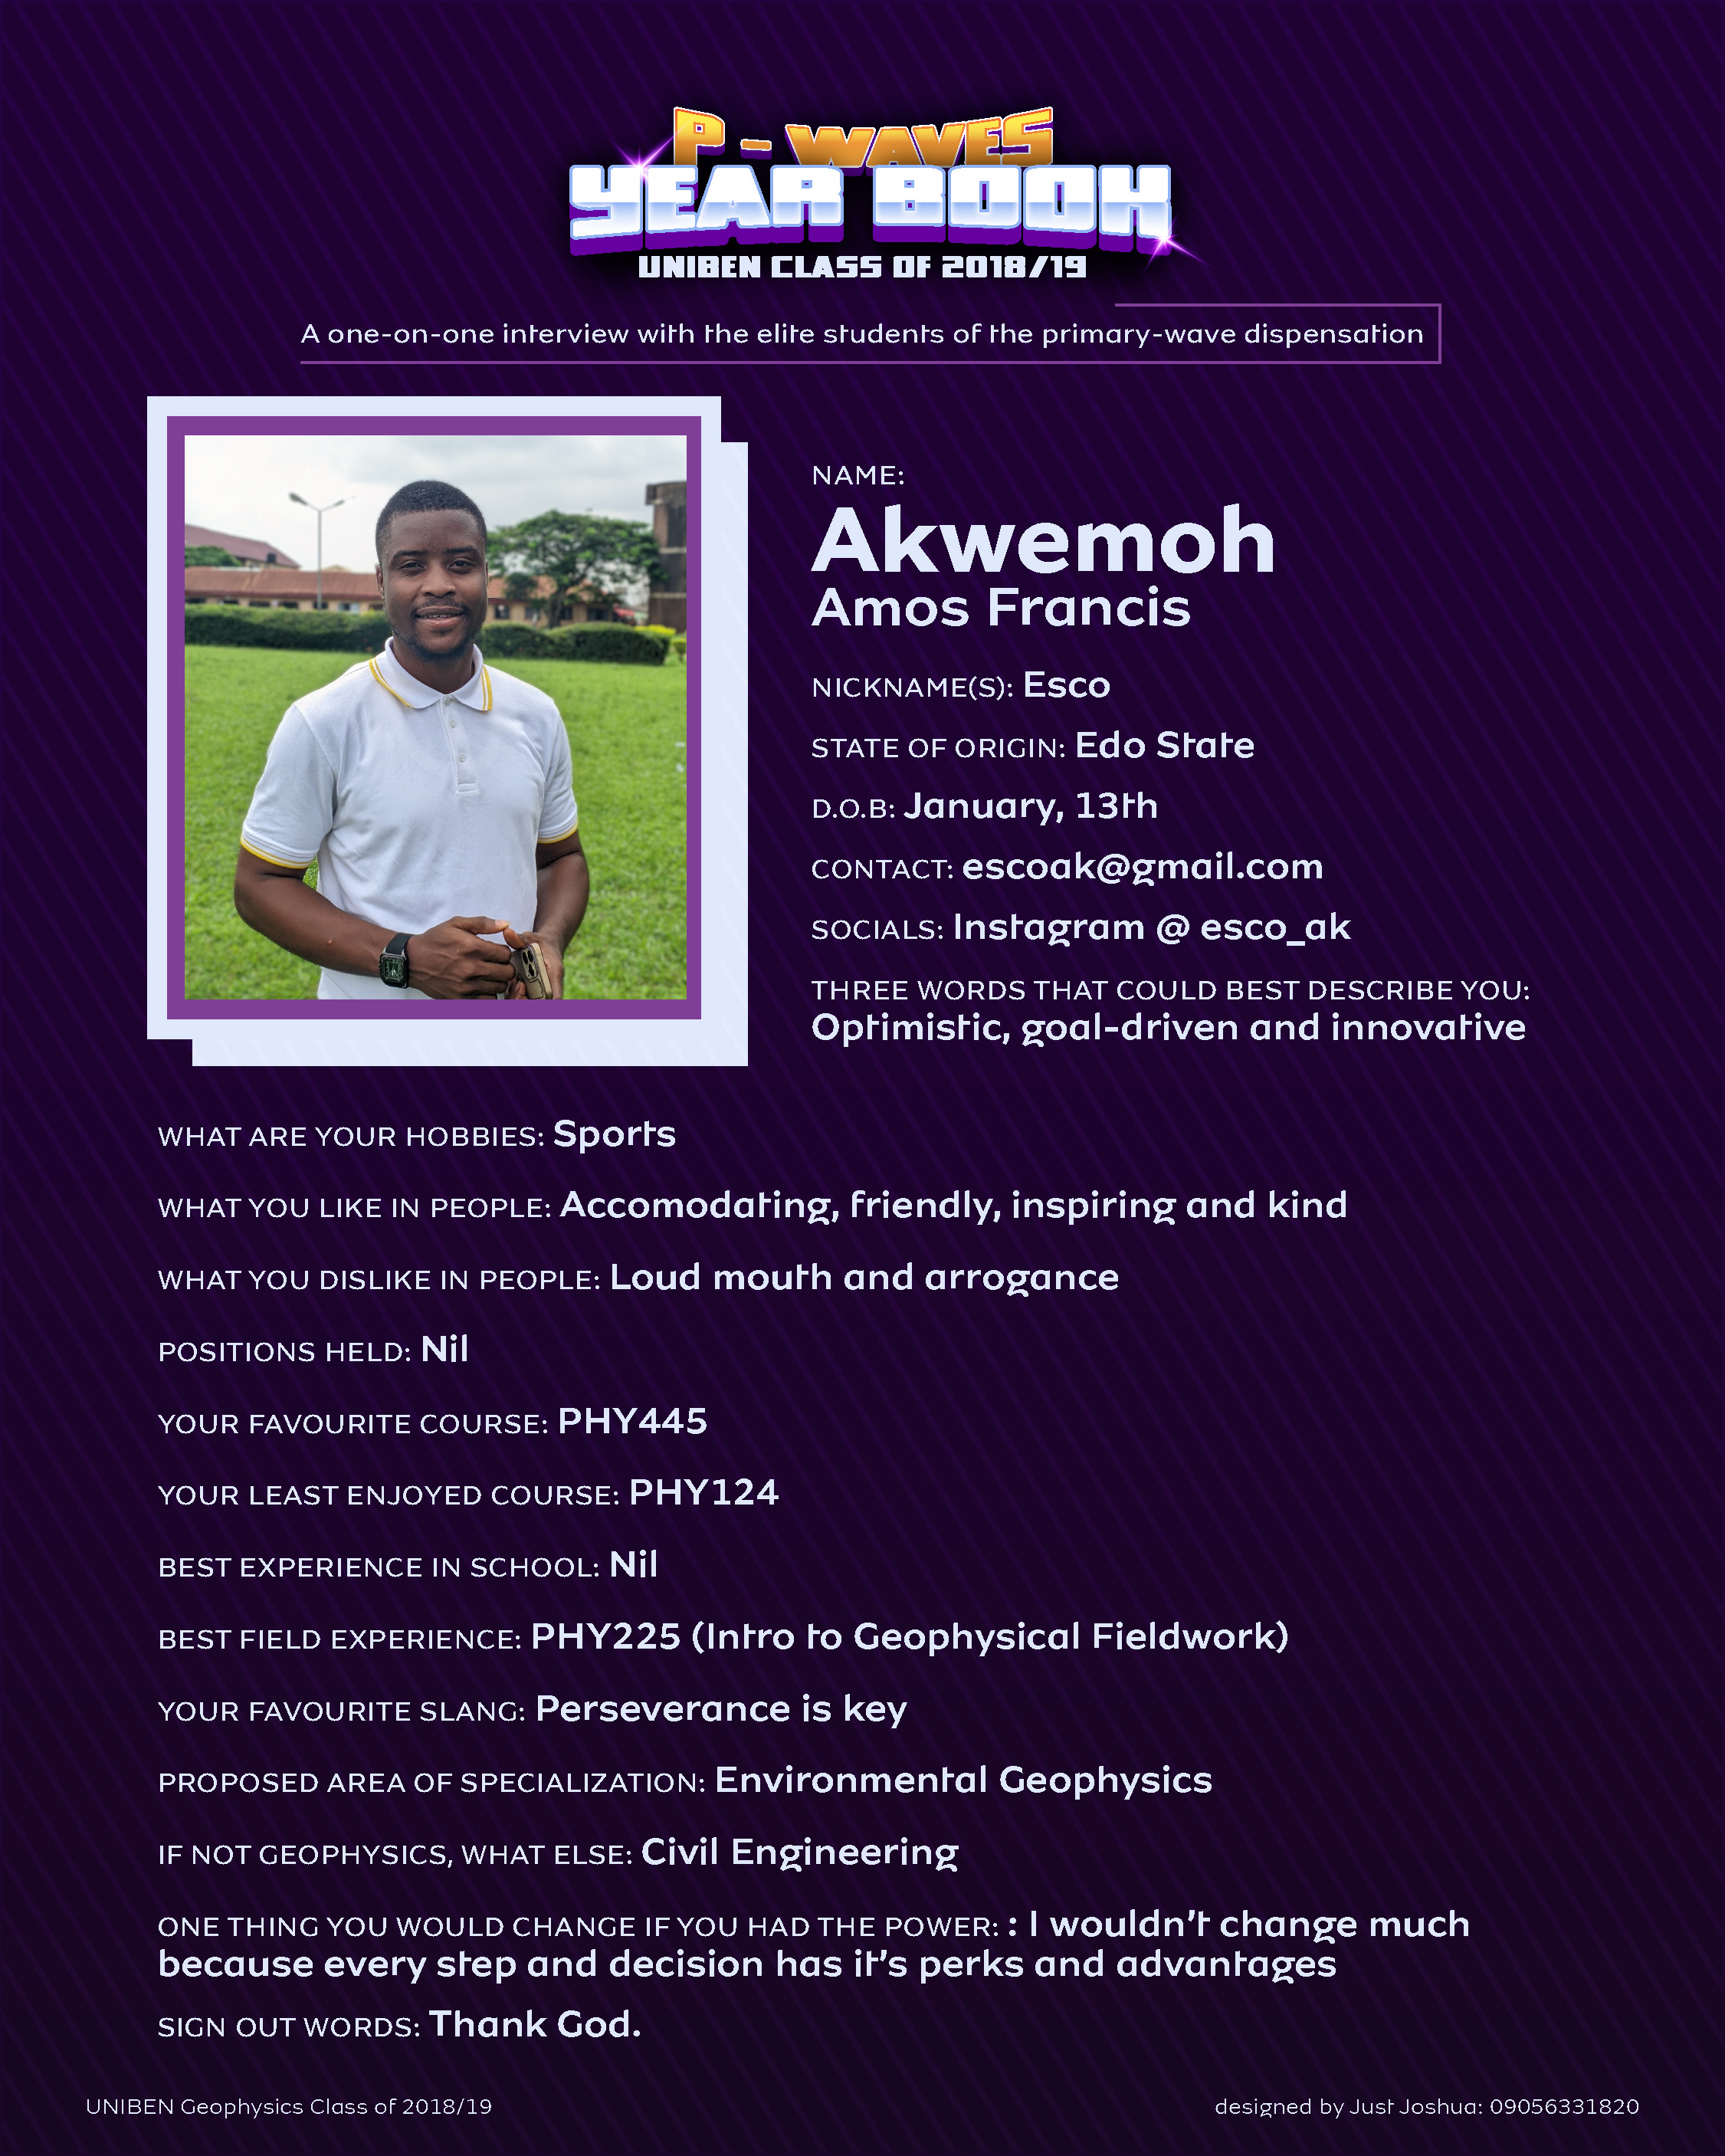 P - WAVES
YEAR BOOK
UNIBEN CLASS OF 2018/19
A one-on-one interview with the elite students of the primary-wave dispensation
NAME:
Akwemoh
Amos Francis
NICKNAME(S): Esco
STATE OF ORIGIN: Edo State
D.O.B: January, 13th
CONTACT: escoak@gmail.com
SOCIALS: Instagram @ esco_ak
THREE WORDS THAT COULD BEST DESCRIBE YOU:
Optimistic, goal-driven and innovative
WHAT ARE YOUR HOBBIES: Sports
WHAT YOU LIKE IN PEOPLE: Accomodating, friendly, inspiring and kind
WHAT YOU DISLIKE IN PEOPLE: Loud mouth and arrogance
POSITIONS HELD: Nil
YOUR FAVOURITE COURSE: PHY445
YOUR LEAST ENJOYED COURSE: PHY124
BEST EXPERIENCE IN SCHOOL: Nil
BEST FIELD EXPERIENCE: PHY225 (Intro to Geophysical Fieldwork)
YOUR FAVOURITE SLANG: Perseverance is key
PROPOSED AREA OF SPECIALIZATION: Environmental Geophysics
IF NOT GEOPHYSICS, WHAT ELSE: Civil Engineering
ONE THING YOU WOULD CHANGE IF YOU HAD THE POWER: : I wouldn't change much
because every step and decision has it's perks and advantages
SIGN OUT WORDS: Thank God.
UNIBEN Geophysics Class of 2018/19
designed by Just Joshua: 09056331820